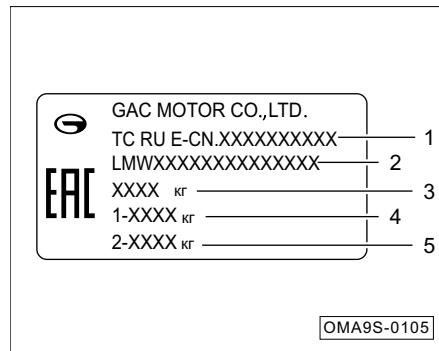 GAC MOTOR CO.,LTD.
TC RU E-CN.XXXXXXXXXX 1
LMWXXXXXXXXXXXXXX 2
EAC
XXXX кг 3
1-XXXX кг 4
2-XXXX кг 5
OMA9S-0105